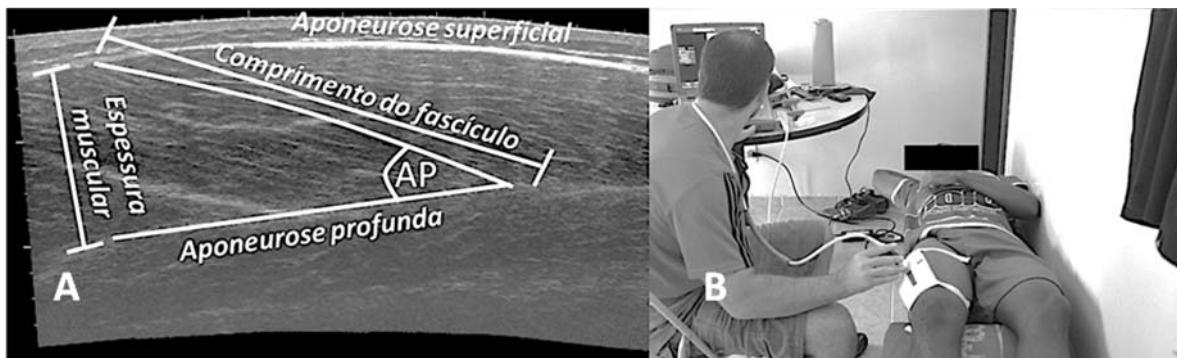 Aponeurose superficial
Comprimento do fascículo
Espessura
muscular
AP
Aponeurose profunda
A
B